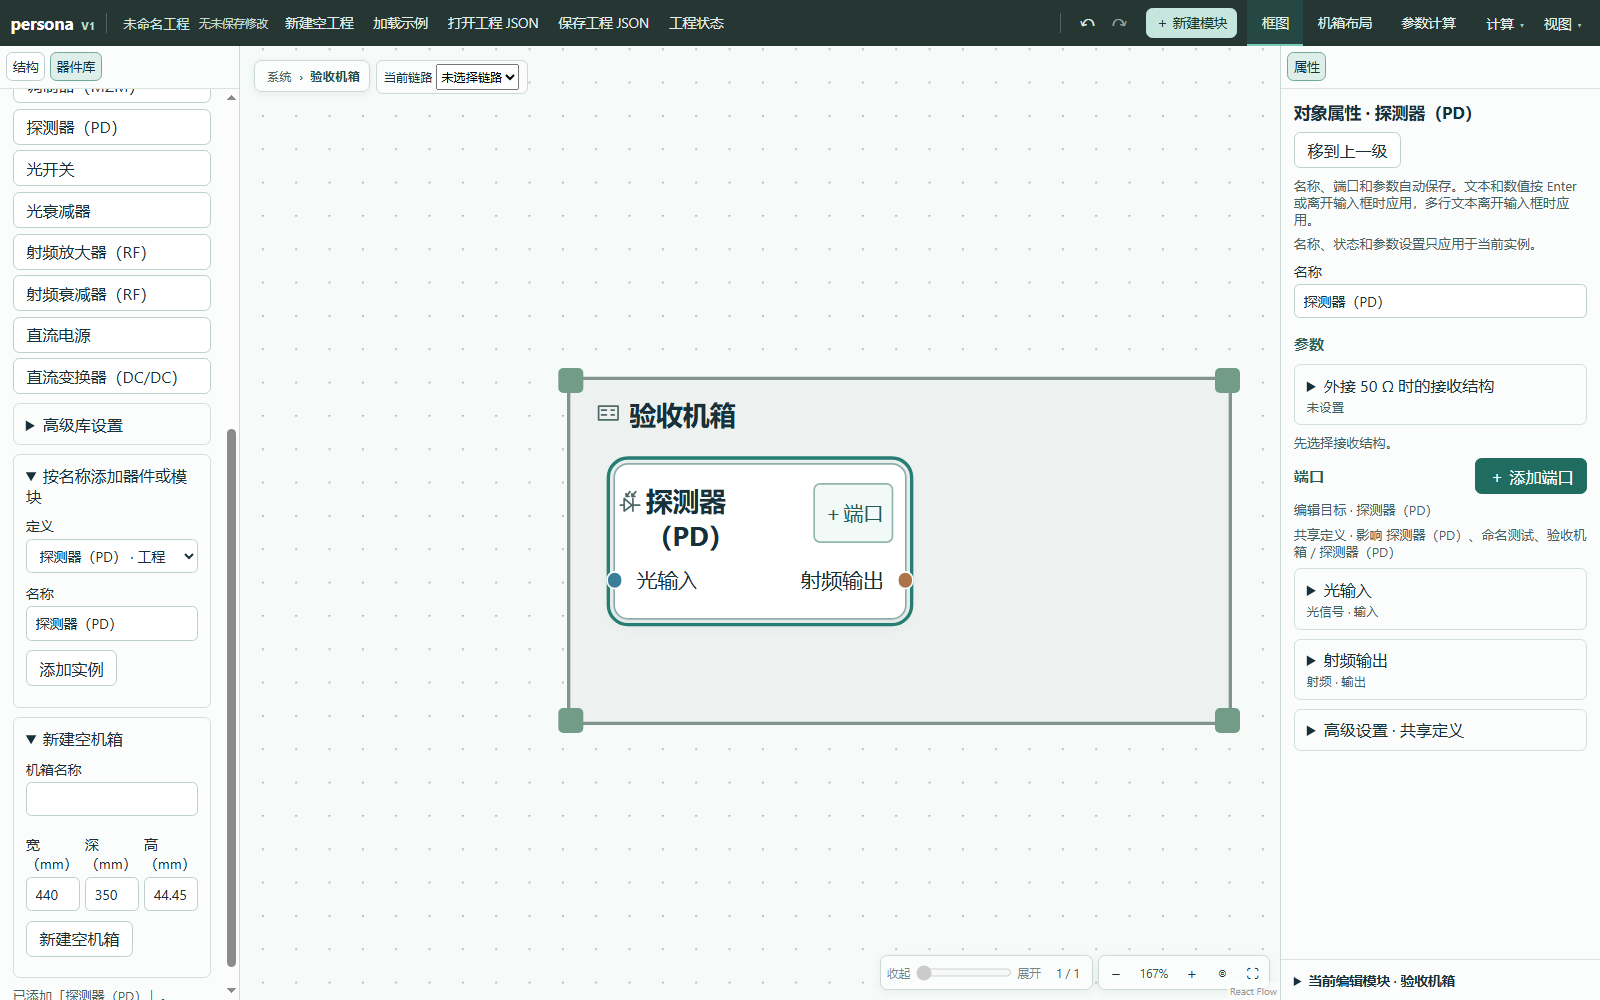 persona V1
未命名工程 无未保存修改 新建空工程 加载示例 打开工程 JSON 保存工程 JSON 工程状态
+ 新建模块 框图 机箱布局 参数计算 计算 视图
结构 器件库
调制器（MZM）
探测器（PD）
光开关
光衰减器
射频放大器（RF）
射频衰减器（RF）
直流电源
直流变换器（DC/DC）
▶ 高级库设置
▼ 按名称添加器件或模
块
定义
探测器（PD）· 工程
名称
探测器（PD）
添加实例
▼ 新建空机箱
机箱名称
宽
（mm）
深
（mm）
高
（mm）
440 350 44.45
新建空机箱
已添加「探测器（PD）」。
系统 › 验收机箱
当前链路 未选择链路
验收机箱
探测器
（PD）
+ 端口
光输入 射频输出
收起 展开 1 / 1
− 167% +
React Flow
属性
对象属性 · 探测器（PD）
移到上一级
名称、端口和参数自动保存。文本和数值按 Enter
或离开输入框时应用，多行文本离开输入框时应
用。
名称、状态和参数设置只应用于当前实例。
名称
探测器（PD）
参数
▶ 外接 50 Ω 时的接收结构
未设置
先选择接收结构。
端口 + 添加端口
编辑目标 · 探测器（PD）
共享定义 · 影响 探测器（PD）、命名测试、验收机
箱 / 探测器（PD）
▶ 光输入
光信号 · 输入
▶ 射频输出
射频 · 输出
▶ 高级设置 · 共享定义
▶ 当前编辑模块 · 验收机箱